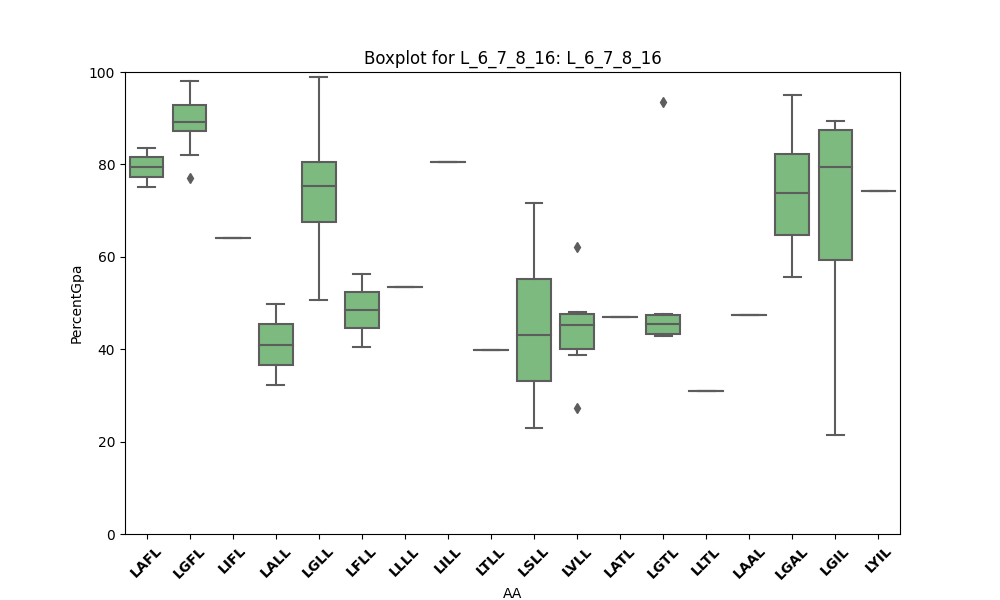 Boxplot for L_6_7_8_16: L_6_7_8_16
PercentGpa
100
80
60
40
20
0
LAFL LGFL LIFL LALL LGLL LFLL LLLL LILL LTLL LSLL LVLL LATL LGTL LLTL LAAL LGAL LGIL LYIL
AA